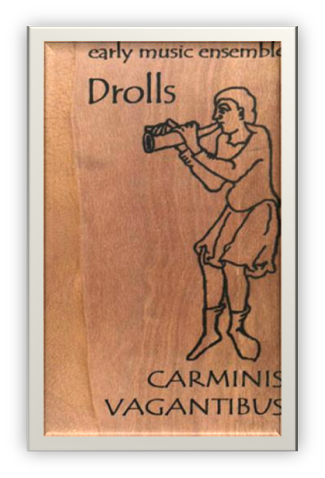 early music ensemble
Drolls
CARMINIS
VAGANTIBUS